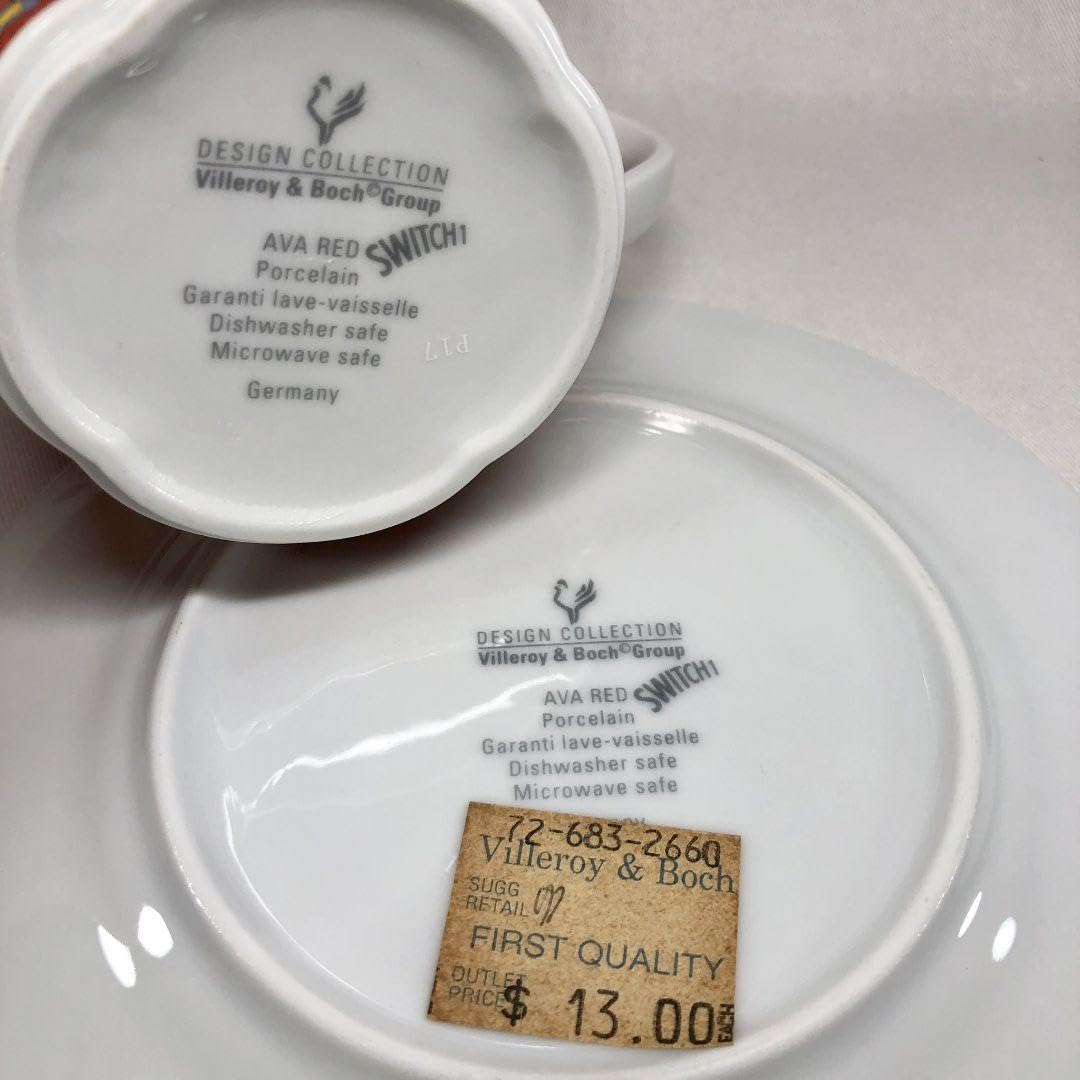 DESIGN COLLECTION
Villeroy & Boch©Group
AVA RED SWITCH1
Porcelain
Garanti lave-vaisselle
Dishwasher safe
Microwave safe
P17
Germany
DESIGN COLLECTION
Villeroy & Boch©Group
AVA RED SWITCH1
Porcelain
Garanti lave-vaisselle
Dishwasher safe
Microwave safe
72-683-2660
Villeroy & Boch
SUGG
RETAIL
FIRST QUALITY
OUTLET
PRICE $ 13.00 EACH